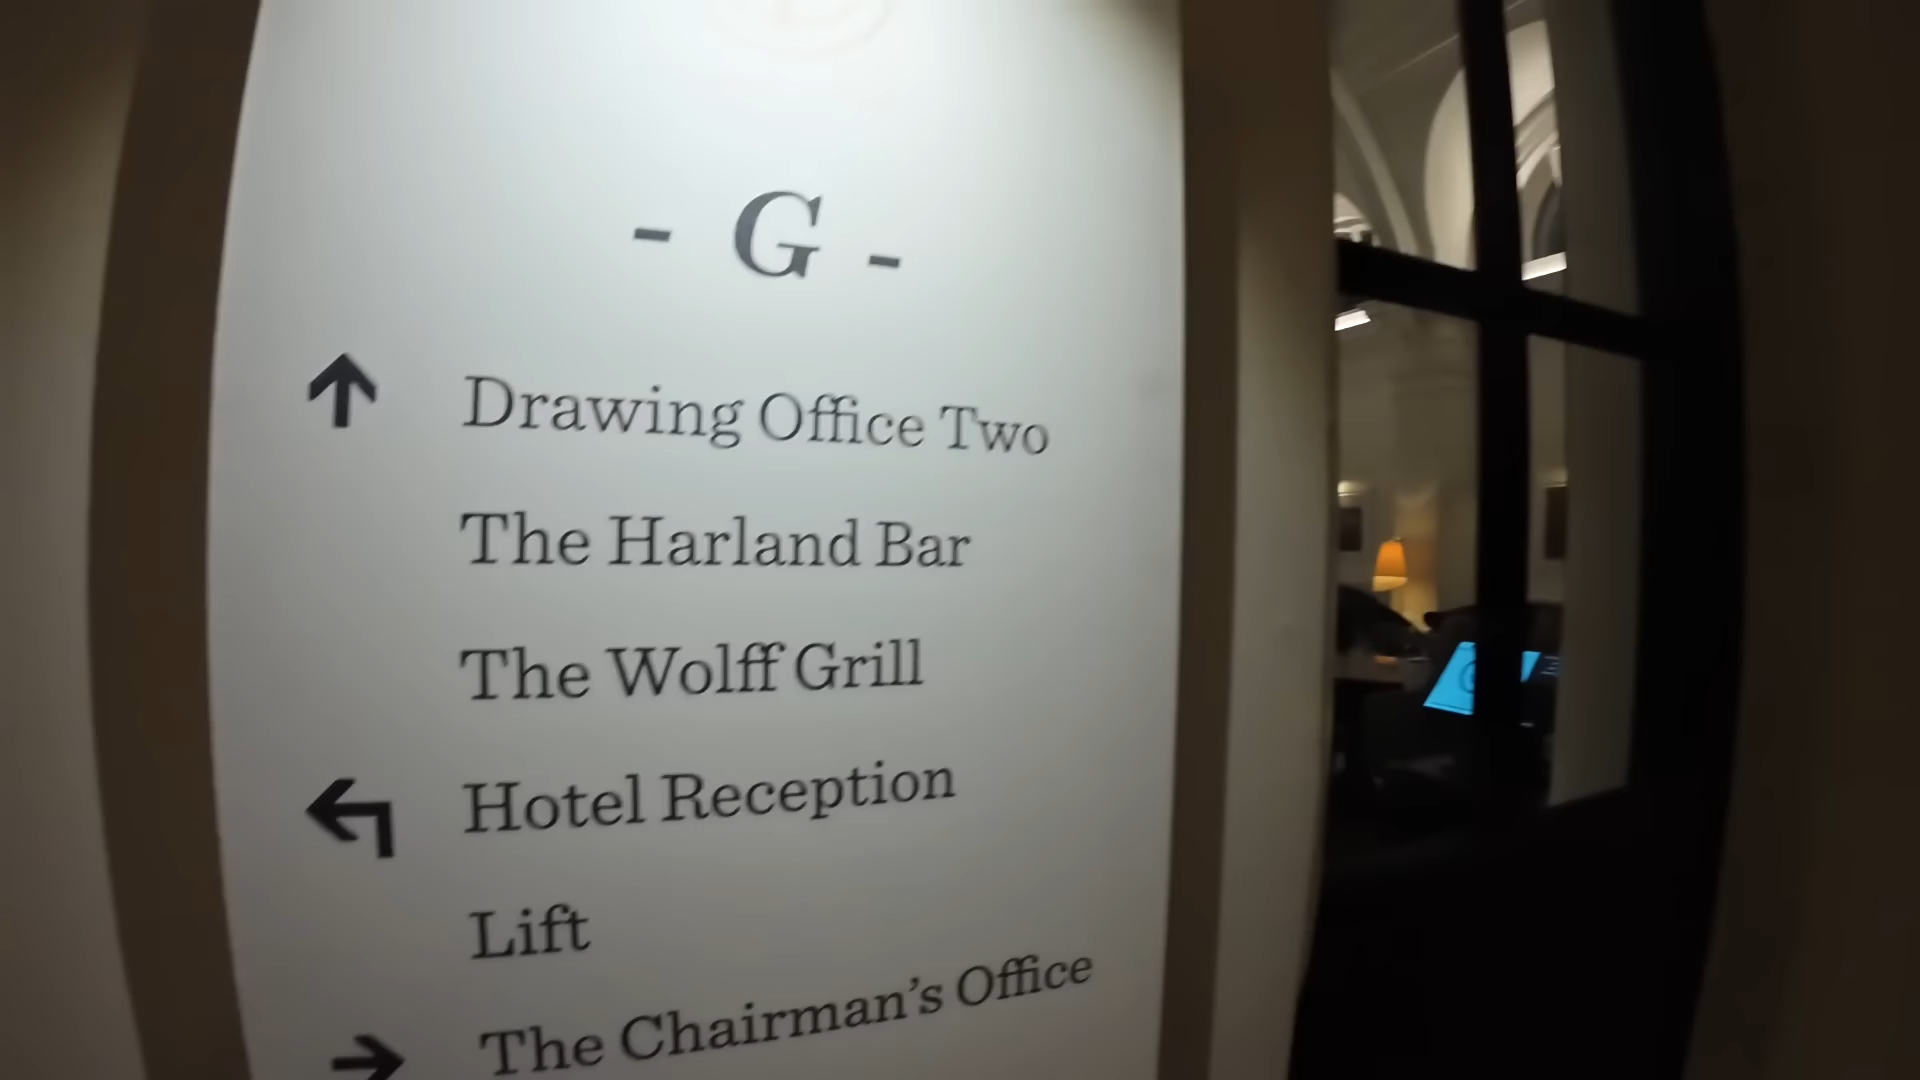 - G -
Drawing Office Two
The Harland Bar
The Wolff Grill
Hotel Reception
Lift
The Chairman's Office